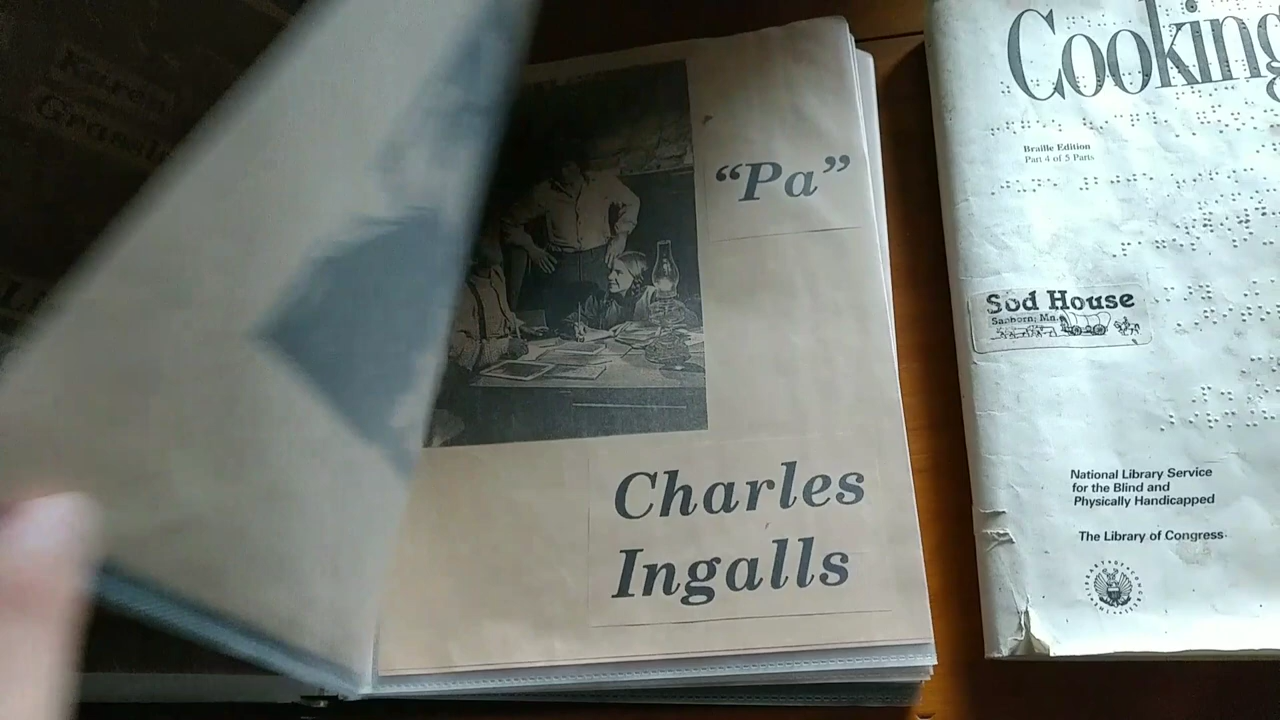 "Pa"
Charles
Ingalls
Cooking
Braille Edition
Part 4 of 5 Parts
Sod House
Sanborn, Mn.
National Library Service
for the Blind and
Physically Handicapped
The Library of Congress